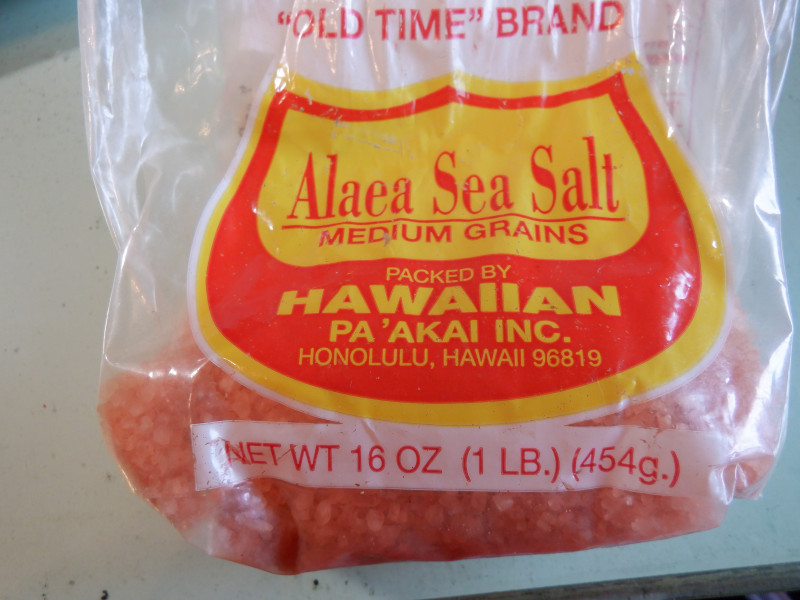 "OLD TIME" BRAND
Alaea Sea Salt
MEDIUM GRAINS
PACKED BY
HAWAIIAN
PA'AKAI INC.
HONOLULU, HAWAII 96819
NET WT 16 OZ (1 LB.) (454g.)